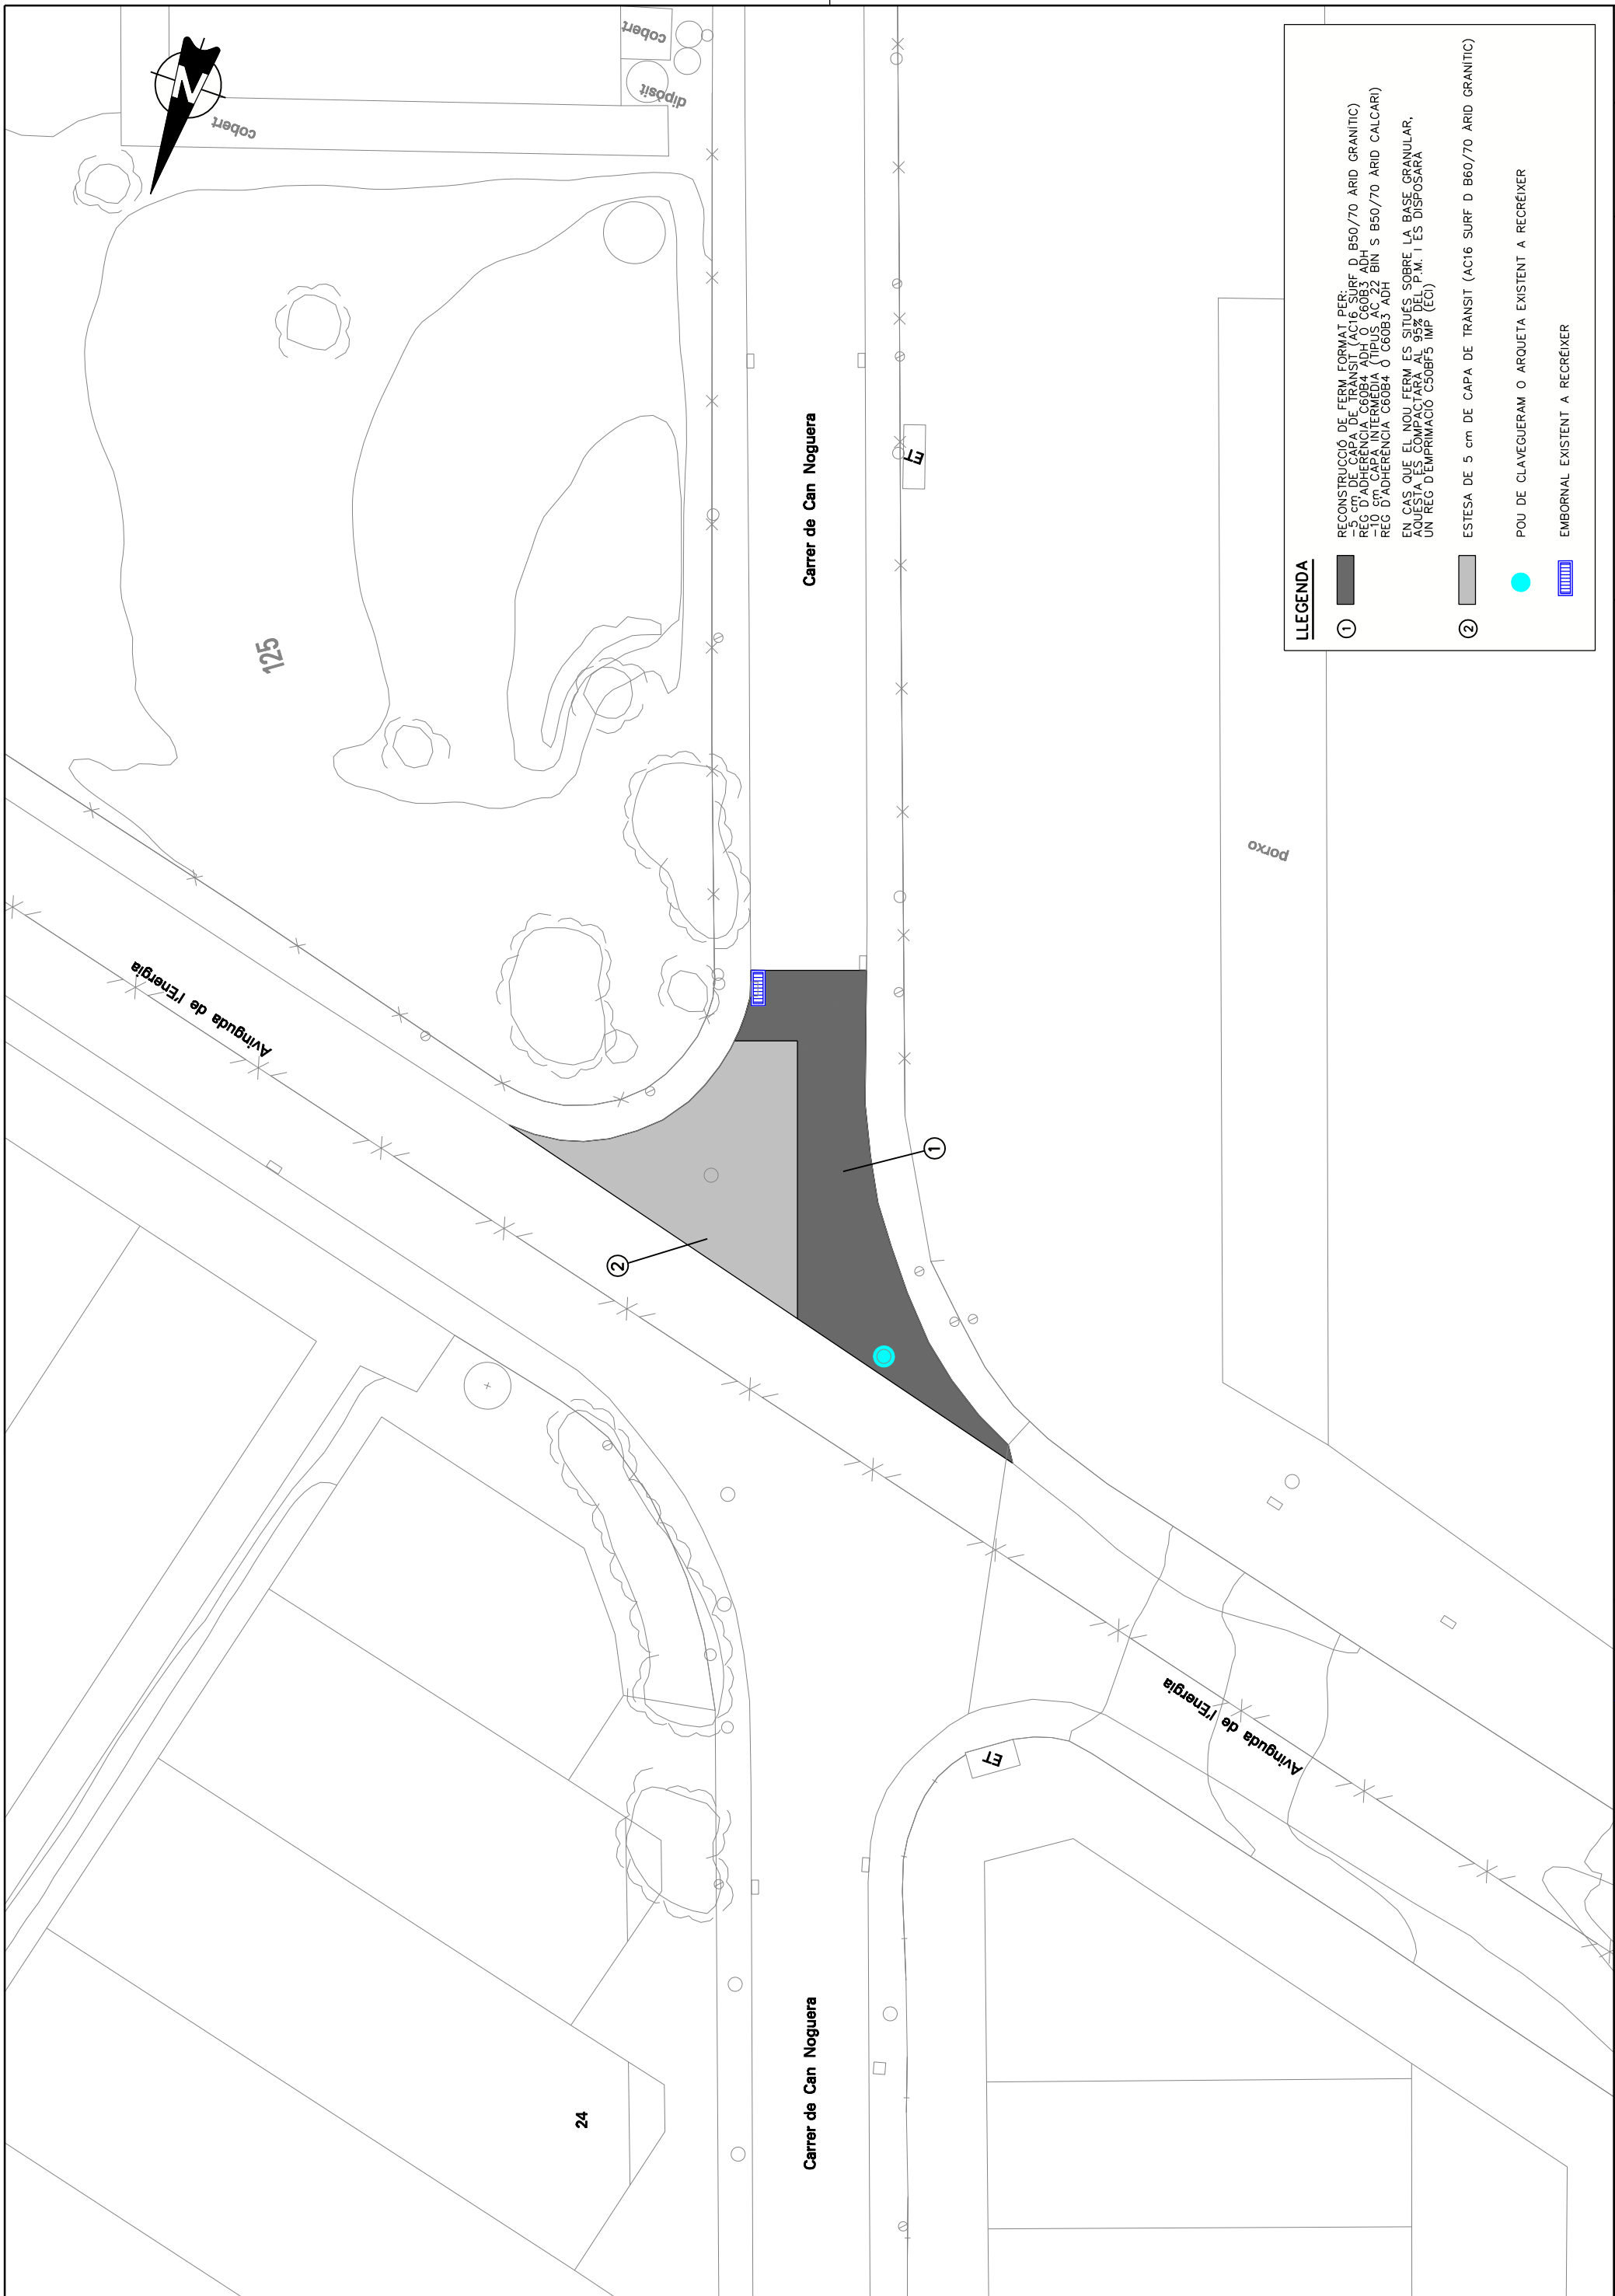 Avinguda de l'Energia
Carrer de Can Noguera
Carrer de Can Noguera
Avinguda de l'Energia
cobert
cobert
dipòsit
125
24
ET
ET
porxo
N
1
2
LLEGENDA
1 RECONSTRUCCIÓ DE FERM FORMAT PER:
-5 cm DE CAPA DE TRÀNSIT (AC16 SURF D B50/70 ÀRID GRANÍTIC)
REG D'ADHERÈNCIA C60B4 ADH O C60B3 ADH
-10 cm CAPA INTERMÈDIA (TIPUS AC 22 BIN S B50/70 ÀRID CALCARI)
REG D'ADHERÈNCIA C60B4 O C60B3 ADH
EN CAS QUE EL NOU FERM ES SITUÉS SOBRE LA BASE GRANULAR,
AQUESTA ES COMPACTARÀ AL 95% DEL P.M. I ES DISPOSARÀ
UN REG D'EMPRIMACIÓ C50BF5 IMP (ECI)
2 ESTESA DE 5 cm DE CAPA DE TRÀNSIT (AC16 SURF D B60/70 ÀRID GRANÍTIC)
POU DE CLAVEGUERAM O ARQUETA EXISTENT A RECRÉIXER
EMBORNAL EXISTENT A RECRÉIXER